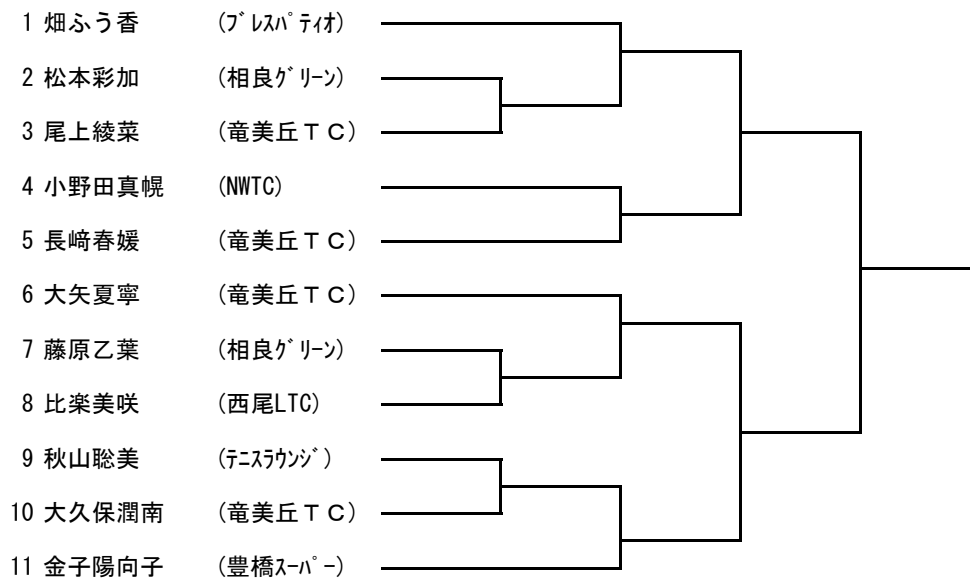 1 畑ふう香 (ﾌﾞﾚｽﾊﾟﾃｨｵ)
2 松本彩加 (相良ｸﾞﾘｰﾝ)
3 尾上綾菜 (竜美丘ＴＣ)
4 小野田真幌 (NWTC)
5 長﨑春媛 (竜美丘ＴＣ)
6 大矢夏寧 (竜美丘ＴＣ)
7 藤原乙葉 (相良ｸﾞﾘｰﾝ)
8 比楽美咲 (西尾LTC)
9 秋山聡美 (ﾃﾆｽﾗｳﾝｼﾞ)
10 大久保潤南 (竜美丘ＴＣ)
11 金子陽向子 (豊橋ｽｰﾊﾟｰ)